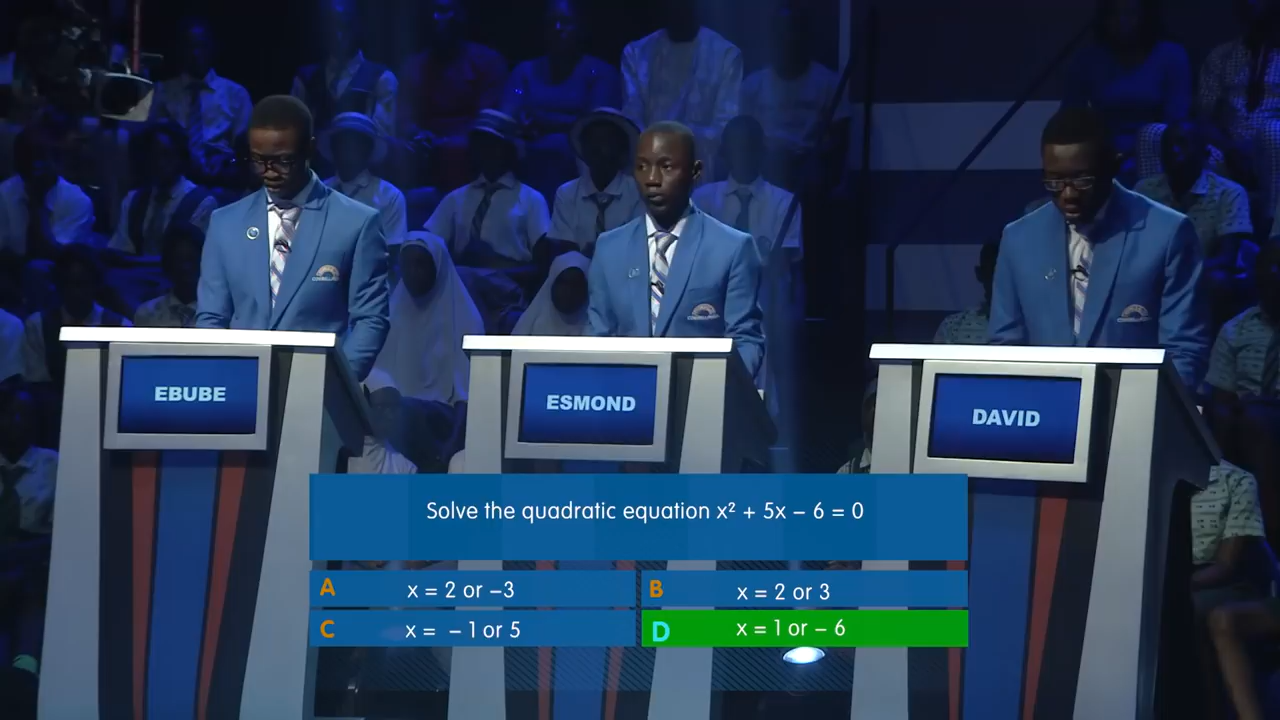 EBUBE
ESMOND
DAVID
Solve the quadratic equation x² + 5x – 6 = 0
A x = 2 or –3
B x = 2 or 3
C x = – 1 or 5
D x = 1 or – 6